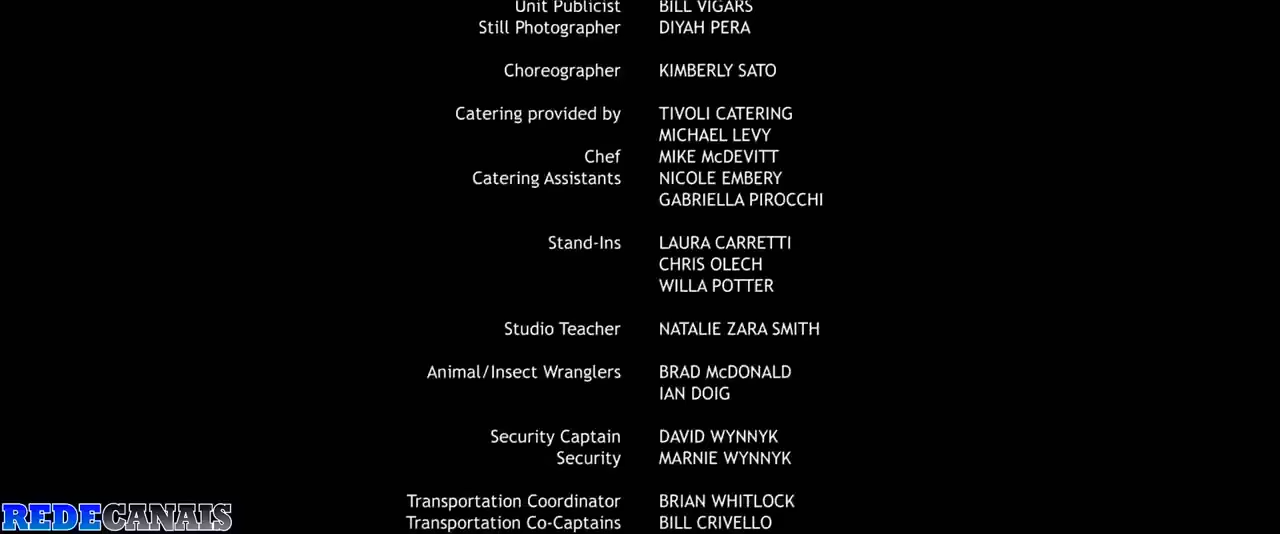 Unit Publicist BILL VIGARS
Still Photographer DIYAH PERA
Choreographer KIMBERLY SATO
Catering provided by TIVOLI CATERING
MICHAEL LEVY
Chef MIKE McDEVITT
Catering Assistants NICOLE EMBERY
GABRIELLA PIROCCHI
Stand-Ins LAURA CARRETTI
CHRIS OLECH
WILLA POTTER
Studio Teacher NATALIE ZARA SMITH
Animal/Insect Wranglers BRAD McDONALD
IAN DOIG
Security Captain DAVID WYNNYK
Security MARNIE WYNNYK
Transportation Coordinator BRIAN WHITLOCK
Transportation Co-Captains BILL CRIVELLO
REDECANAIS